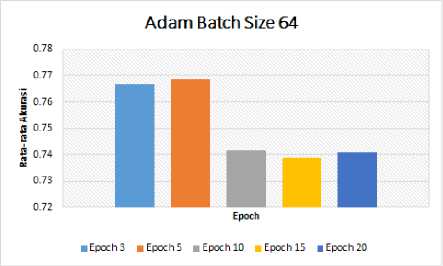 Adam Batch Size 64
0.78
0.77
0.76
0.75
0.74
0.73
0.72
Rata-rata Akurasi
Epoch
Epoch 3 Epoch 5 Epoch 10 Epoch 15 Epoch 20